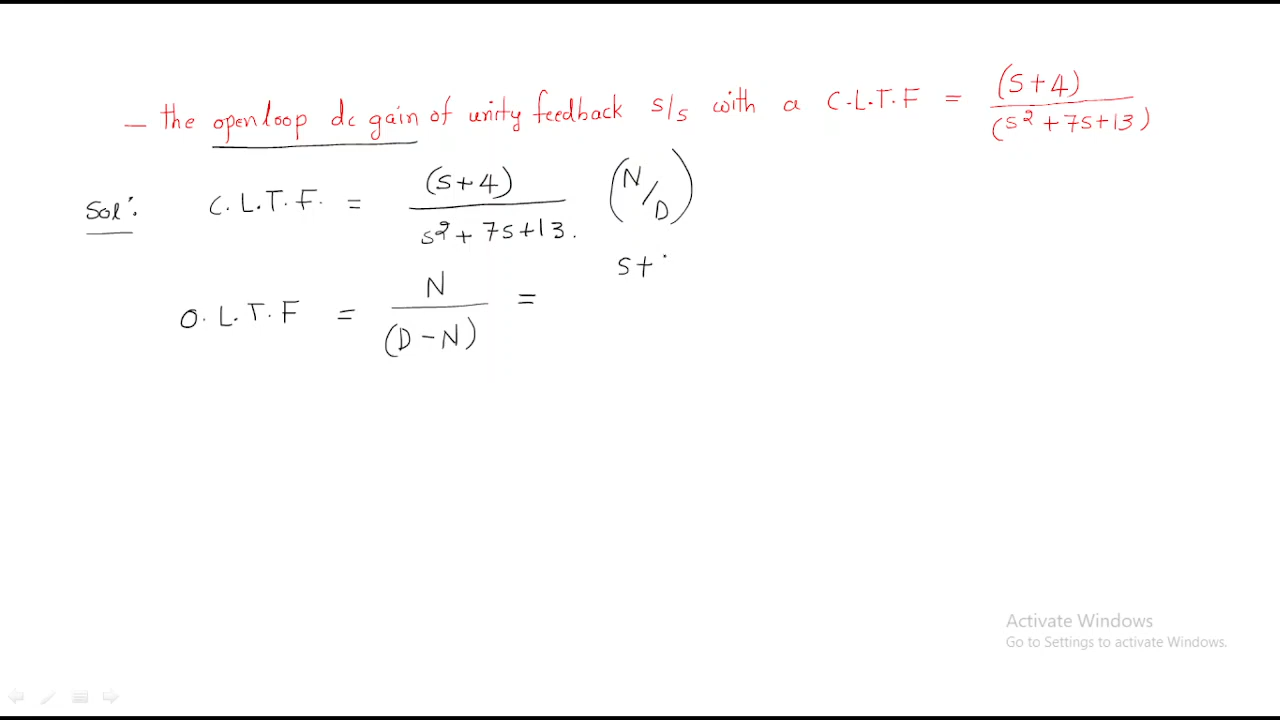 – the openloop dc gain of unity feedback s/s with a C.L.T.F = (s+4)/(s²+7s+13)
Sol: C.L.T.F. = (s+4)/s²+7s+13. (N/D)
O.L.T.F = N/(D-N) = s+
Activate Windows
Go to Settings to activate Windows.